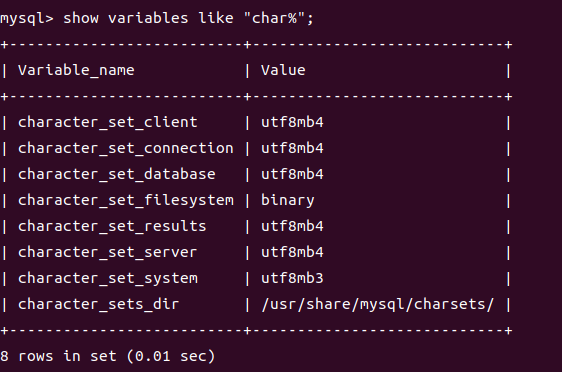 mysql> show variables like "char%";
+--------------------------+----------------------------+
| Variable_name            | Value                      |
+--------------------------+----------------------------+
| character_set_client     | utf8mb4                    |
| character_set_connection | utf8mb4                    |
| character_set_database   | utf8mb4                    |
| character_set_filesystem | binary                     |
| character_set_results    | utf8mb4                    |
| character_set_server     | utf8mb4                    |
| character_set_system     | utf8mb3                    |
| character_sets_dir       | /usr/share/mysql/charsets/ |
+--------------------------+----------------------------+
8 rows in set (0.01 sec)